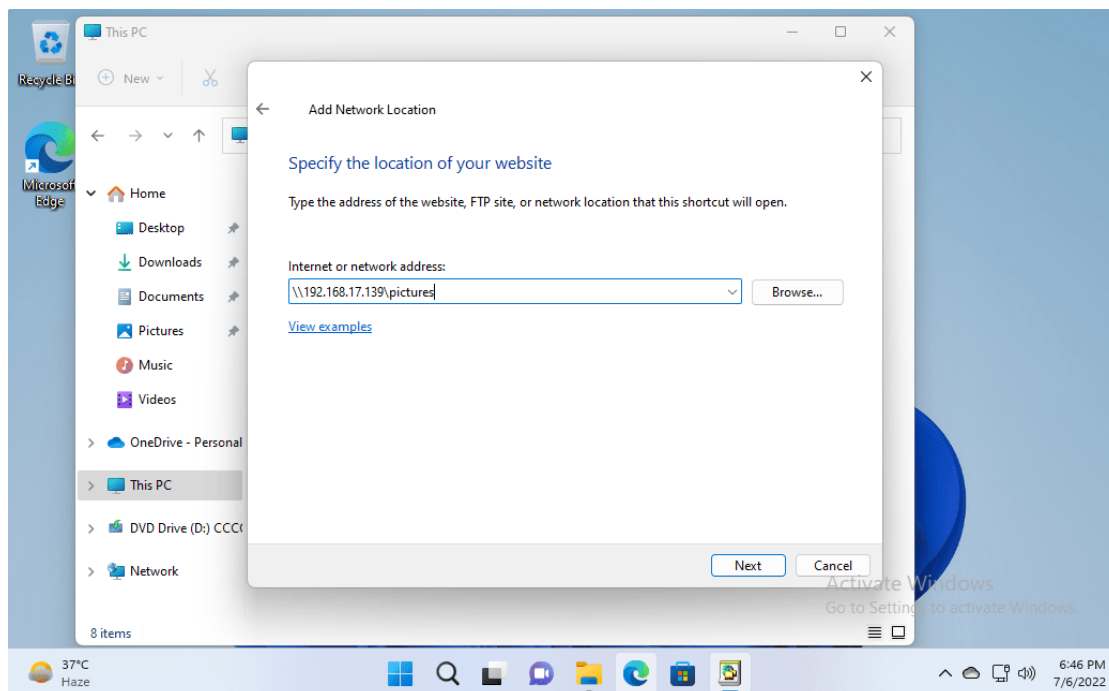 Recycle Bi
Microsoft
Edge
This PC
New
Add Network Location
Specify the location of your website
Type the address of the website, FTP site, or network location that this shortcut will open.
Internet or network address:
\\192.168.17.139\pictures
Browse...
View examples
Next
Cancel
Home
Desktop
Downloads
Documents
Pictures
Music
Videos
OneDrive - Personal
This PC
DVD Drive (D:) CCC
Network
8 items
Activate Windows
Go to Settings to activate Windows.
37°C
Haze
6:46 PM
7/6/2022